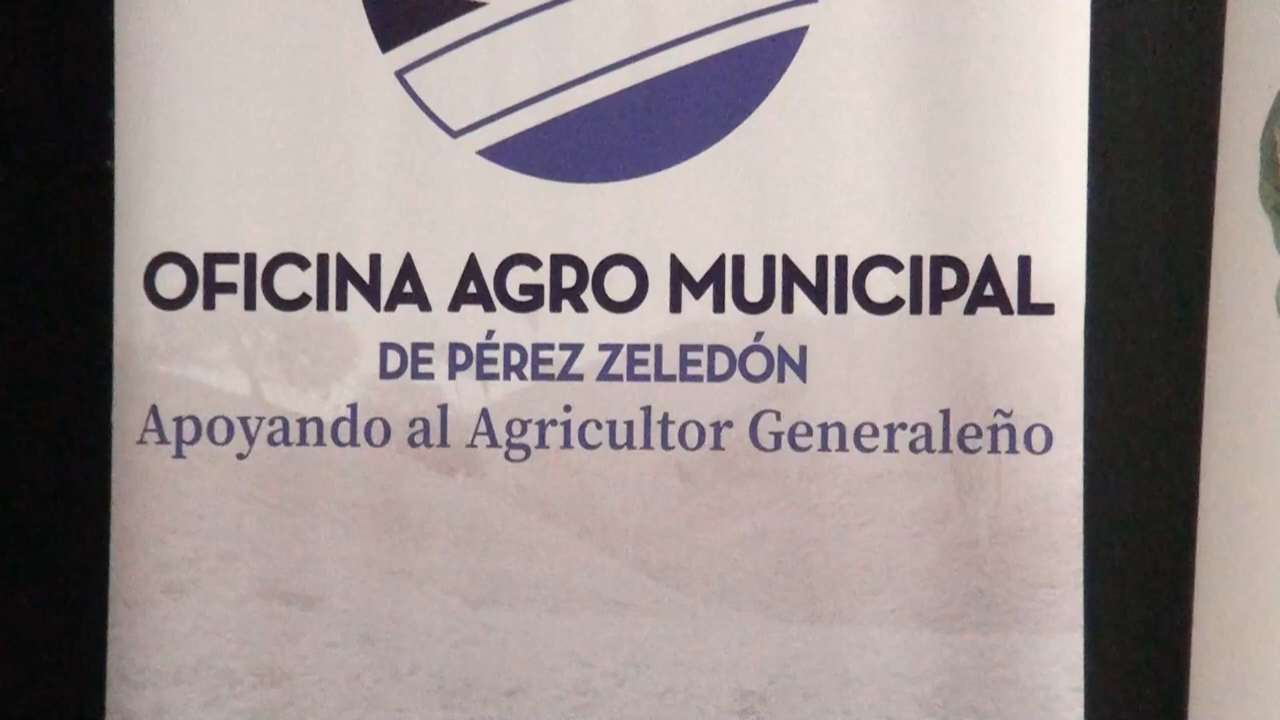 OFICINA AGRO MUNICIPAL
DE PÉREZ ZELEDÓN
Apoyando al Agricultor Generaleño